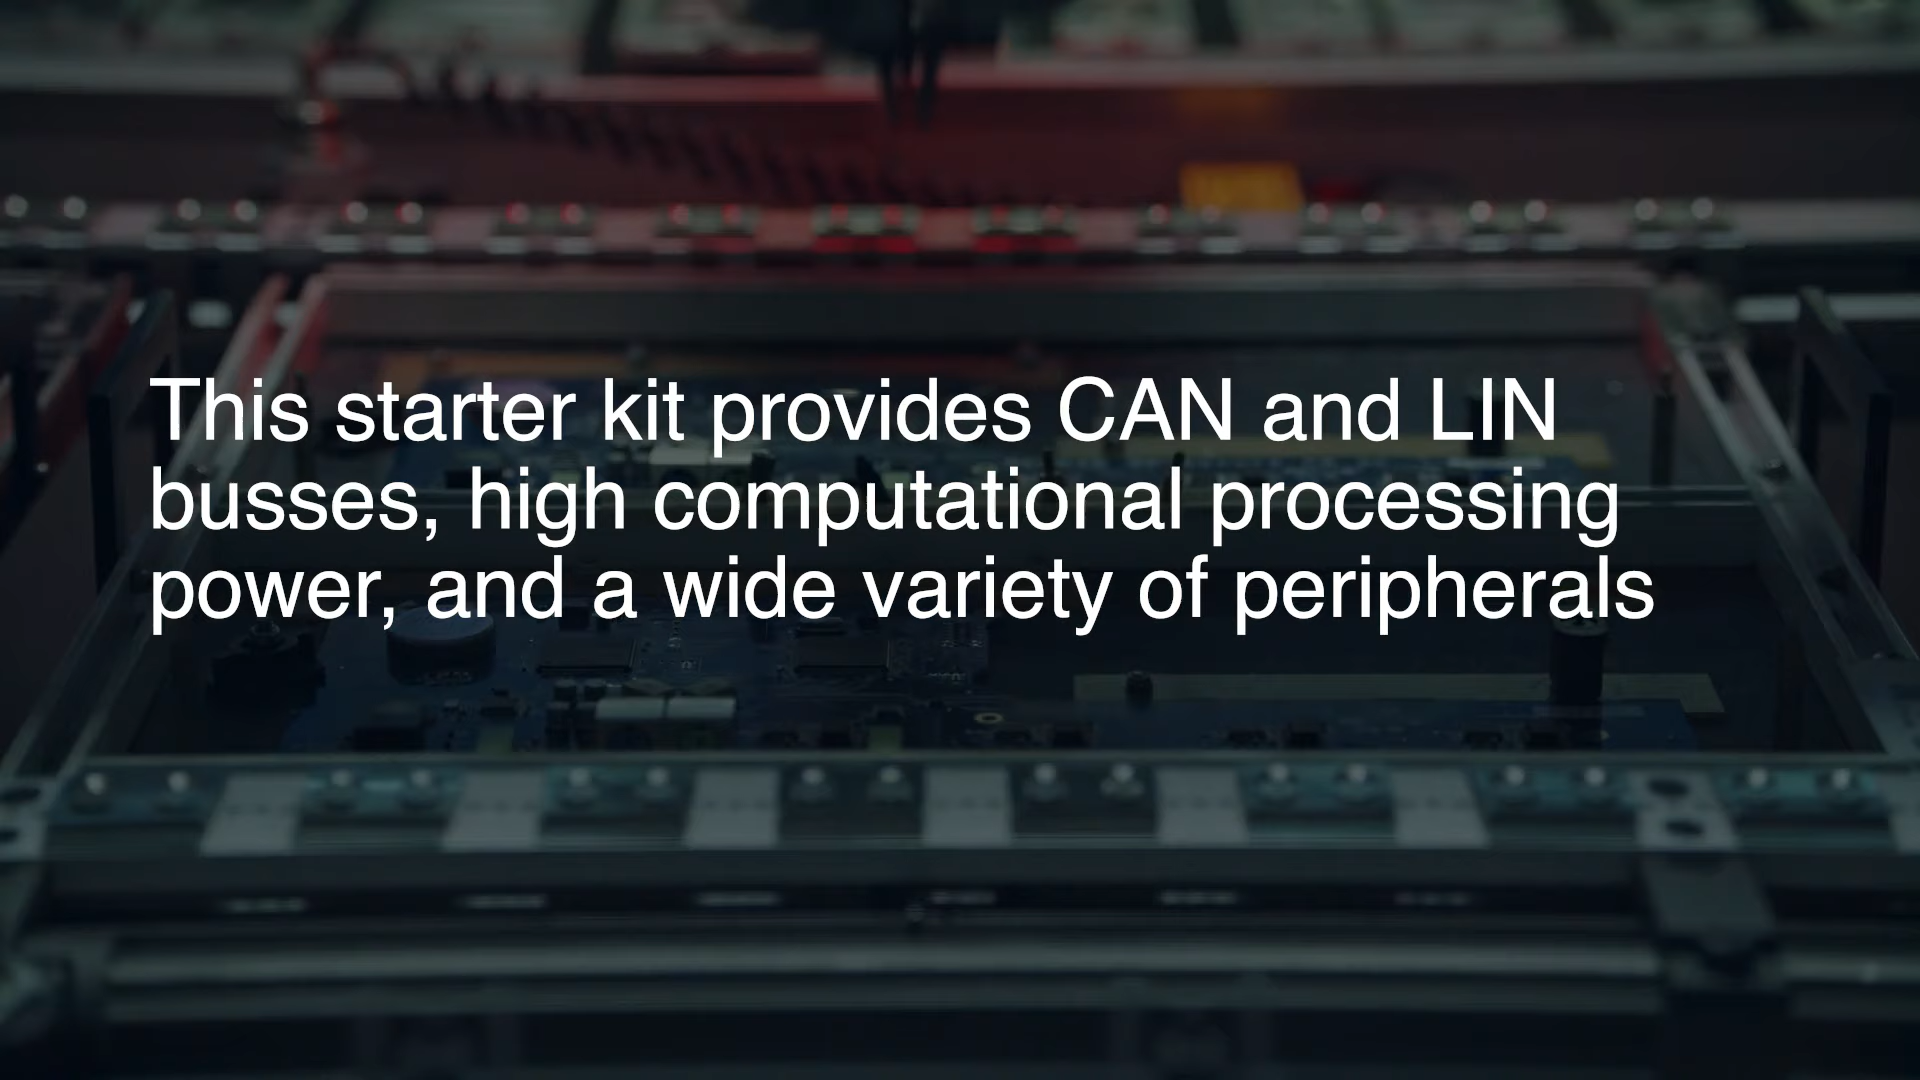 This starter kit provides CAN and LIN
busses, high computational processing
power, and a wide variety of peripherals